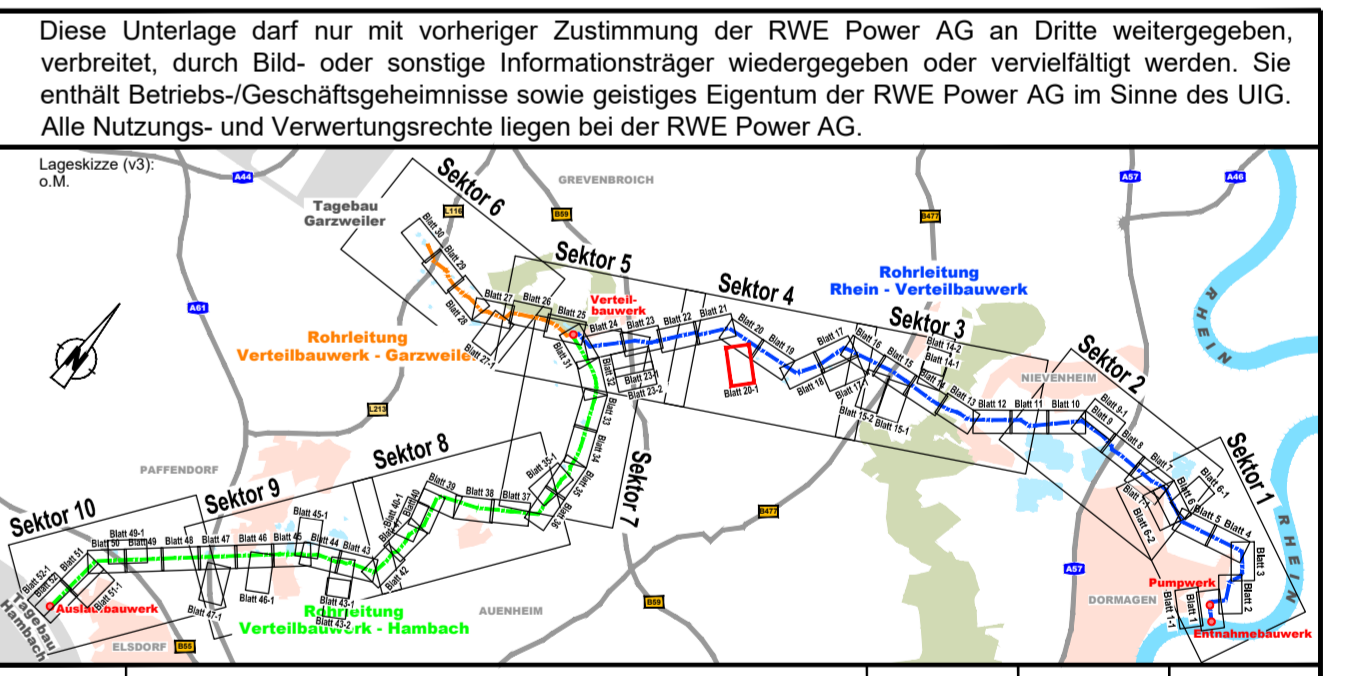 Diese Unterlage darf nur mit vorheriger Zustimmung der RWE Power AG an Dritte weitergegeben,
verbreitet, durch Bild- oder sonstige Informationsträger wiedergegeben oder vervielfältigt werden. Sie
enthält Betriebs-/Geschäftsgeheimnisse sowie geistiges Eigentum der RWE Power AG im Sinne des UIG.
Alle Nutzungs- und Verwertungsrechte liegen bei der RWE Power AG.
Lageskizze (v3):
o.M.
A44
Tagebau
Garzweiler
Sektor 6
L116
B59
GREVENBROICH
B477
A57
A46
RHEIN
A61
Blatt 30
Blatt 29
Blatt 28
Blatt 27
Blatt 27-1
Blatt 26
Blatt 25
Sektor 5
Verteil-
bauwerk
Blatt 24
Blatt 23
Blatt 22
Blatt 21
Blatt 31
Blatt 32
Blatt 23-1
Blatt 23-2
Sektor 4
Rohrleitung
Rhein - Verteilbauwerk
Blatt 20
Blatt 19
Blatt 20-1
Blatt 18
Blatt 17
Blatt 17-1
Sektor 3
Blatt 16
Blatt 15
Blatt 14-2
Blatt 14-1
Blatt 14
Blatt 13
Blatt 15-2
Blatt 15-1
Blatt 12
Blatt 11
Blatt 10
NIEVENHEIM
Sektor 2
Blatt 9-1
Blatt 9
Blatt 8
Blatt 7
Blatt 7-1
Blatt 6
Blatt 6-1
Blatt 6-2
Sektor 1
Blatt 5
Blatt 4
Blatt 3
Blatt 2
RHEIN
Pumpwerk
Blatt 1
Blatt 1-1
Entnahmebauwerk
DORMAGEN
A57
Rohrleitung
Verteilbauwerk - Garzweiler
L213
Blatt 33
Blatt 34
Blatt 35
Blatt 35-1
Blatt 36
Sektor 7
B477
B59
Sektor 8
Blatt 37
Blatt 38
Blatt 39
Blatt 40
Blatt 40-1
Blatt 42
PAFFENDORF
Sektor 9
Blatt 43
Blatt 44
Blatt 45
Blatt 45-1
Blatt 46
Blatt 47
Blatt 48
Blatt 43-1
Blatt 43-2
Blatt 46-1
Blatt 47-1
AUENHEIM
Rohrleitung
Verteilbauwerk - Hambach
Sektor 10
Blatt 49-1
Blatt 49
Blatt 50
Blatt 51
Blatt 51-1
Blatt 52
Blatt 52-1
Auslaufbauwerk
Tagebau
Hambach
ELSDORF
B55